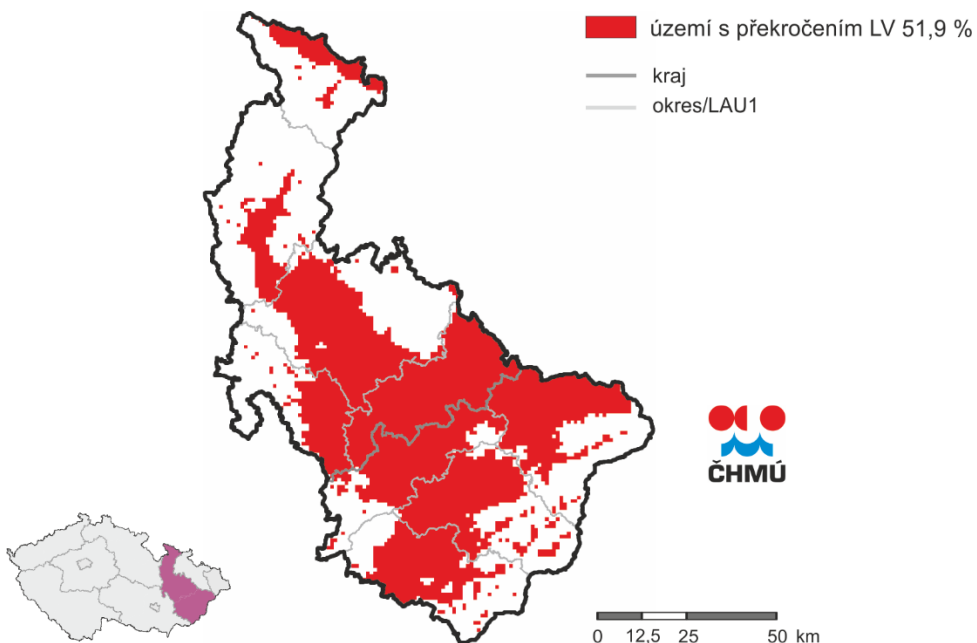 území s překročením LV 51,9 %
kraj
okres/LAU1
ČHMÚ
0 12,5 25 50 km